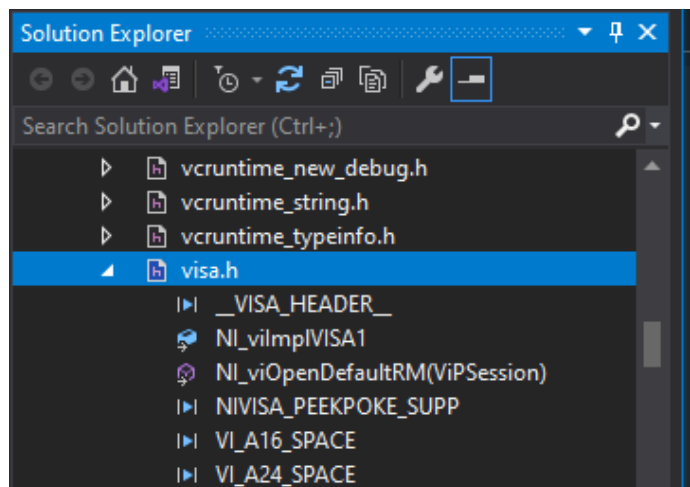 Solution Explorer
Search Solution Explorer (Ctrl+;)
vcruntime_new_debug.h
vcruntime_string.h
vcruntime_typeinfo.h
visa.h
__VISA_HEADER__
NI_viImplVISA1
NI_viOpenDefaultRM(ViPSession)
NIVISA_PEEKPOKE_SUPP
VI_A16_SPACE
VI_A24_SPACE